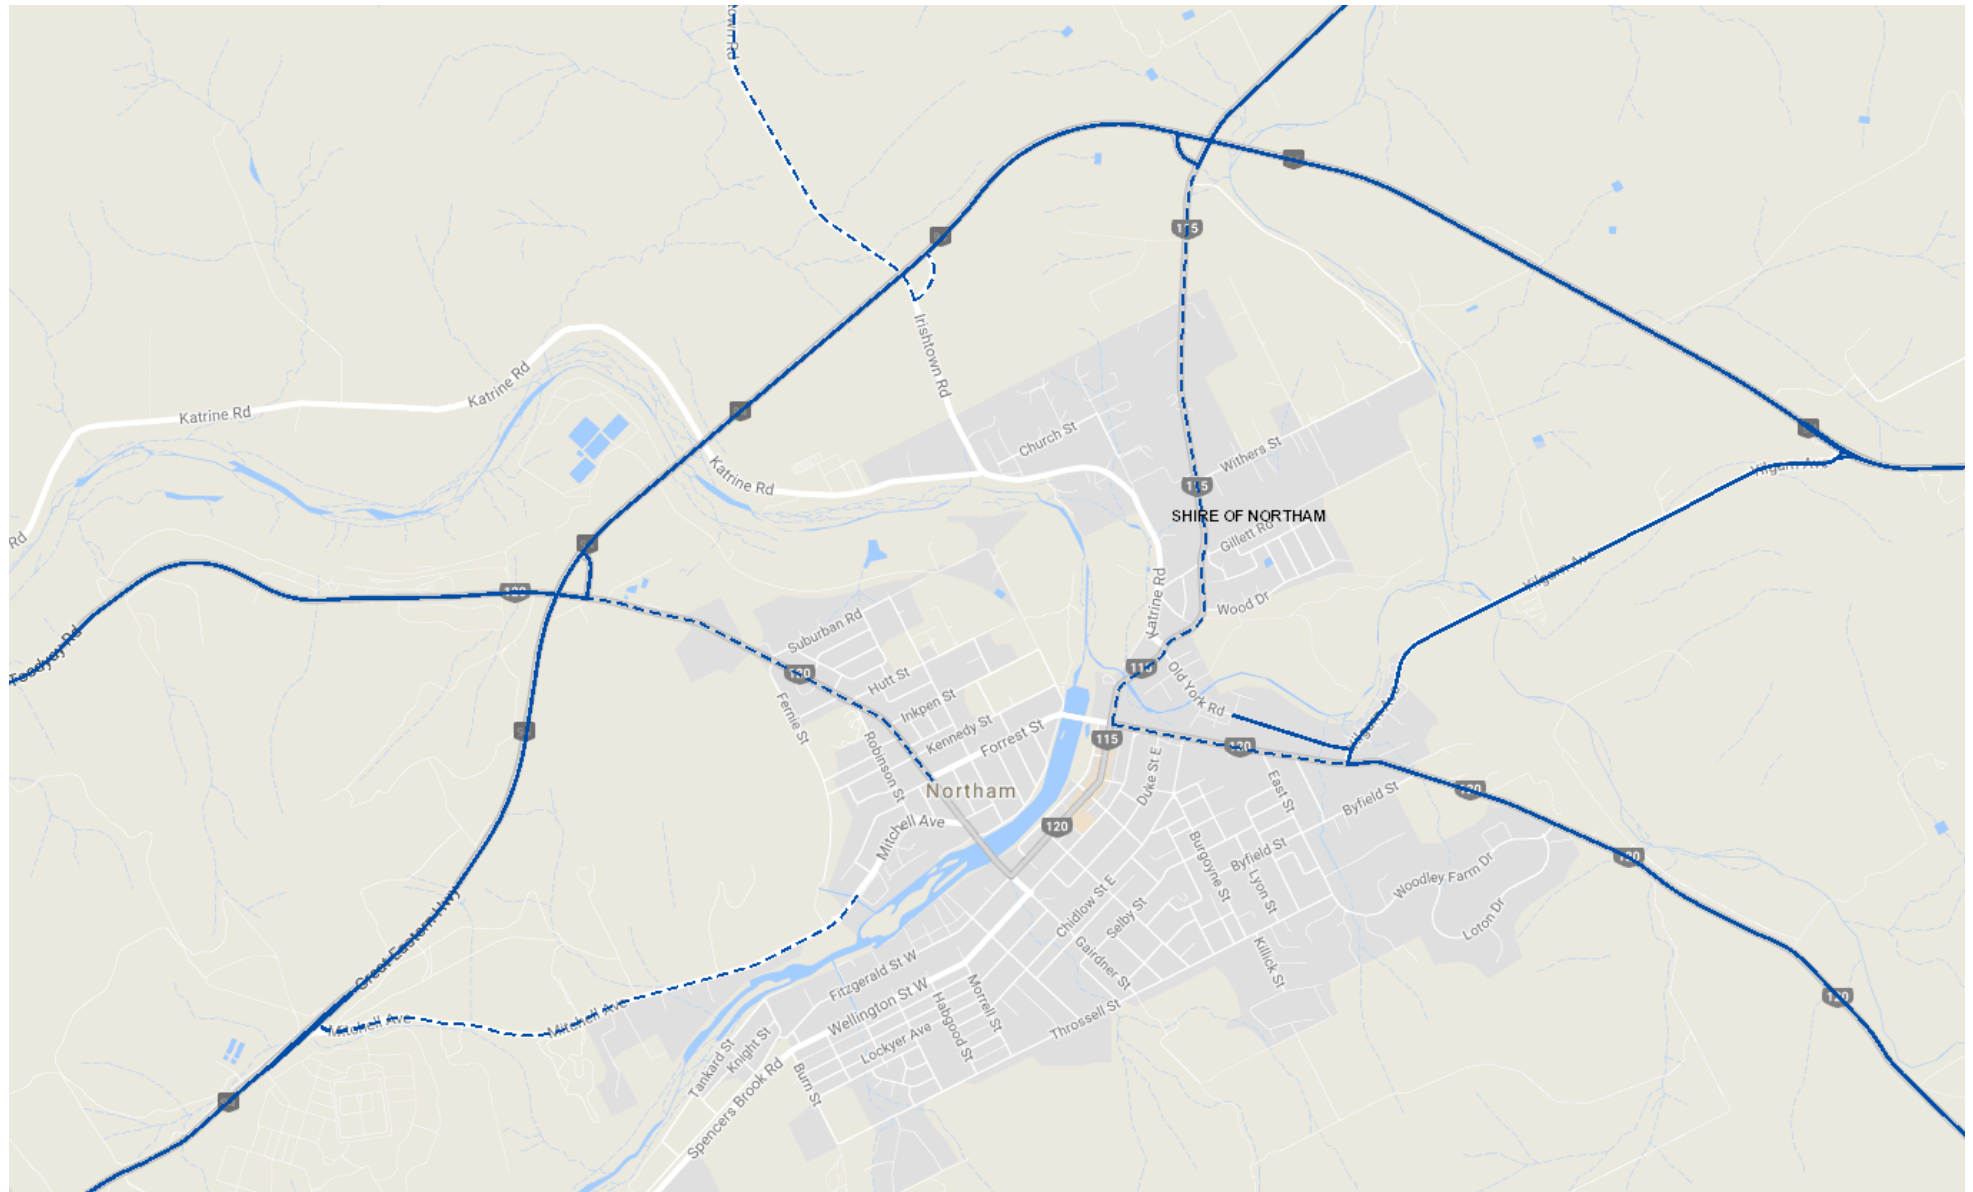 115
Irishtown Rd
Katrine Rd
Katrine Rd
Church St
Withers St
Katrine Rd
115
SHIRE OF NORTHAM
Gillett Rd
Yilgarn Ave
Rd
Yilgarn Ave
120
Katrine Rd
Wood Dr
Toodyay Rd
Suburban Rd
115
120
Hutt St
Old York Rd
Inkpen St
Fernie St
Kennedy St
Forrest St
Yilgarn Ave
115
120
Robinson St
Duke St E
East St
Northam
Byfield St
120
Mitchell Ave
120
Burgoyne St
Byfield St
120
Lyon St
Woodley Farm Dr
Great Eastern Hwy
Chidlow St E
Selby St
Loton Dr
Gairdner St
Killick St
Fitzgerald St W
Wellington St W
Morrell St
120
Habgood St
Mitchell Ave
Mitchell Ave
Throssell St
Lockyer Ave
Tankard St
Knight St
Burn St
Spencers Brook Rd